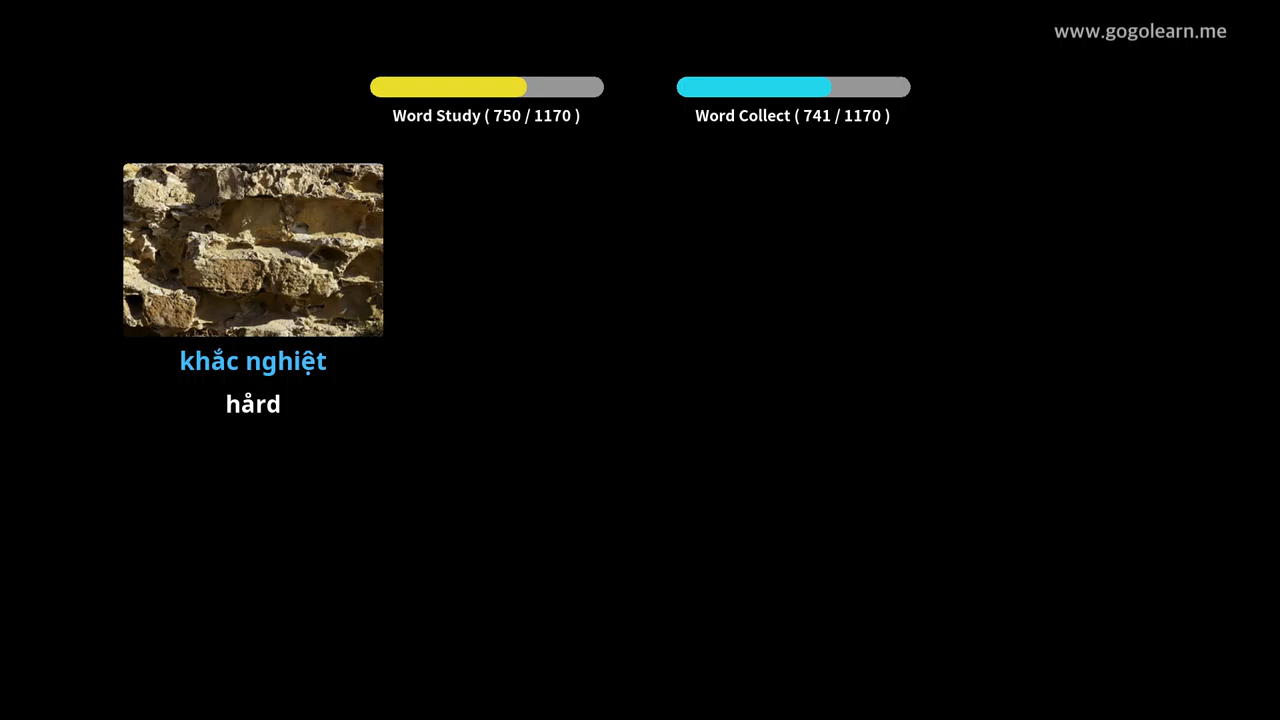 www.gogolearn.me
Word Study ( 750 / 1170 )
Word Collect ( 741 / 1170 )
khắc nghiệt
hård